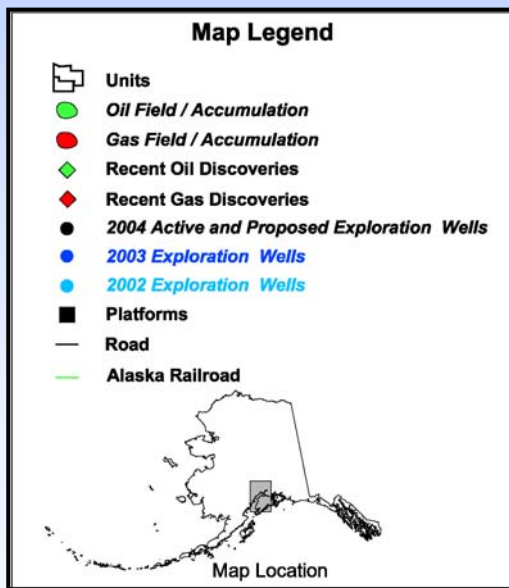 Map Legend
Units
Oil Field / Accumulation
Gas Field / Accumulation
Recent Oil Discoveries
Recent Gas Discoveries
2004 Active and Proposed Exploration Wells
2003 Exploration Wells
2002 Exploration Wells
Platforms
Road
Alaska Railroad
Map Location